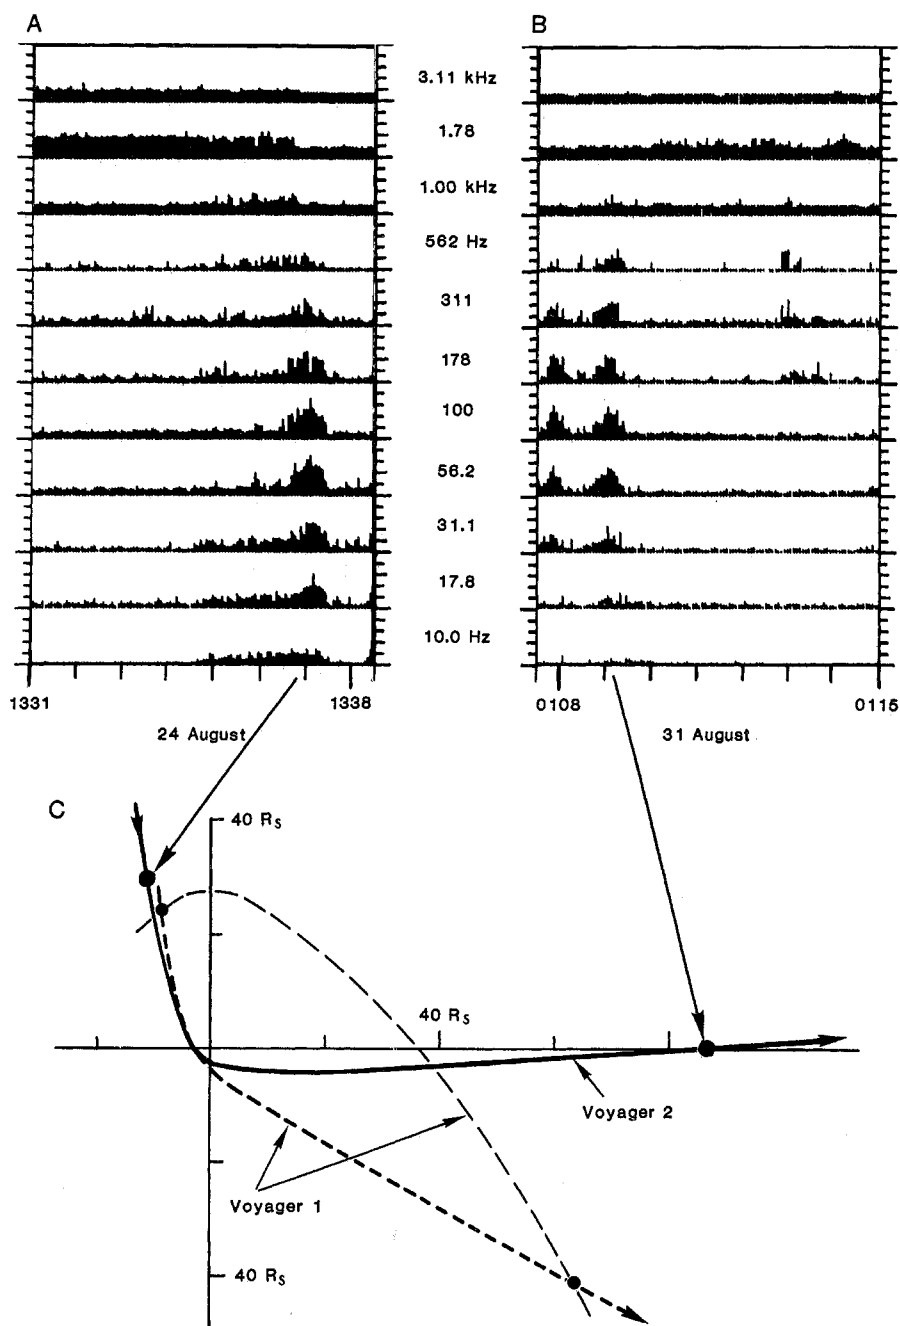 A
B
3.11 kHz
1.78
1.00 kHz
562 Hz
311
178
100
56.2
31.1
17.8
10.0 Hz
1331
1338
0108
0115
24 August
31 August
C
40 Rs
40 Rs
Voyager 2
Voyager 1
40 Rs